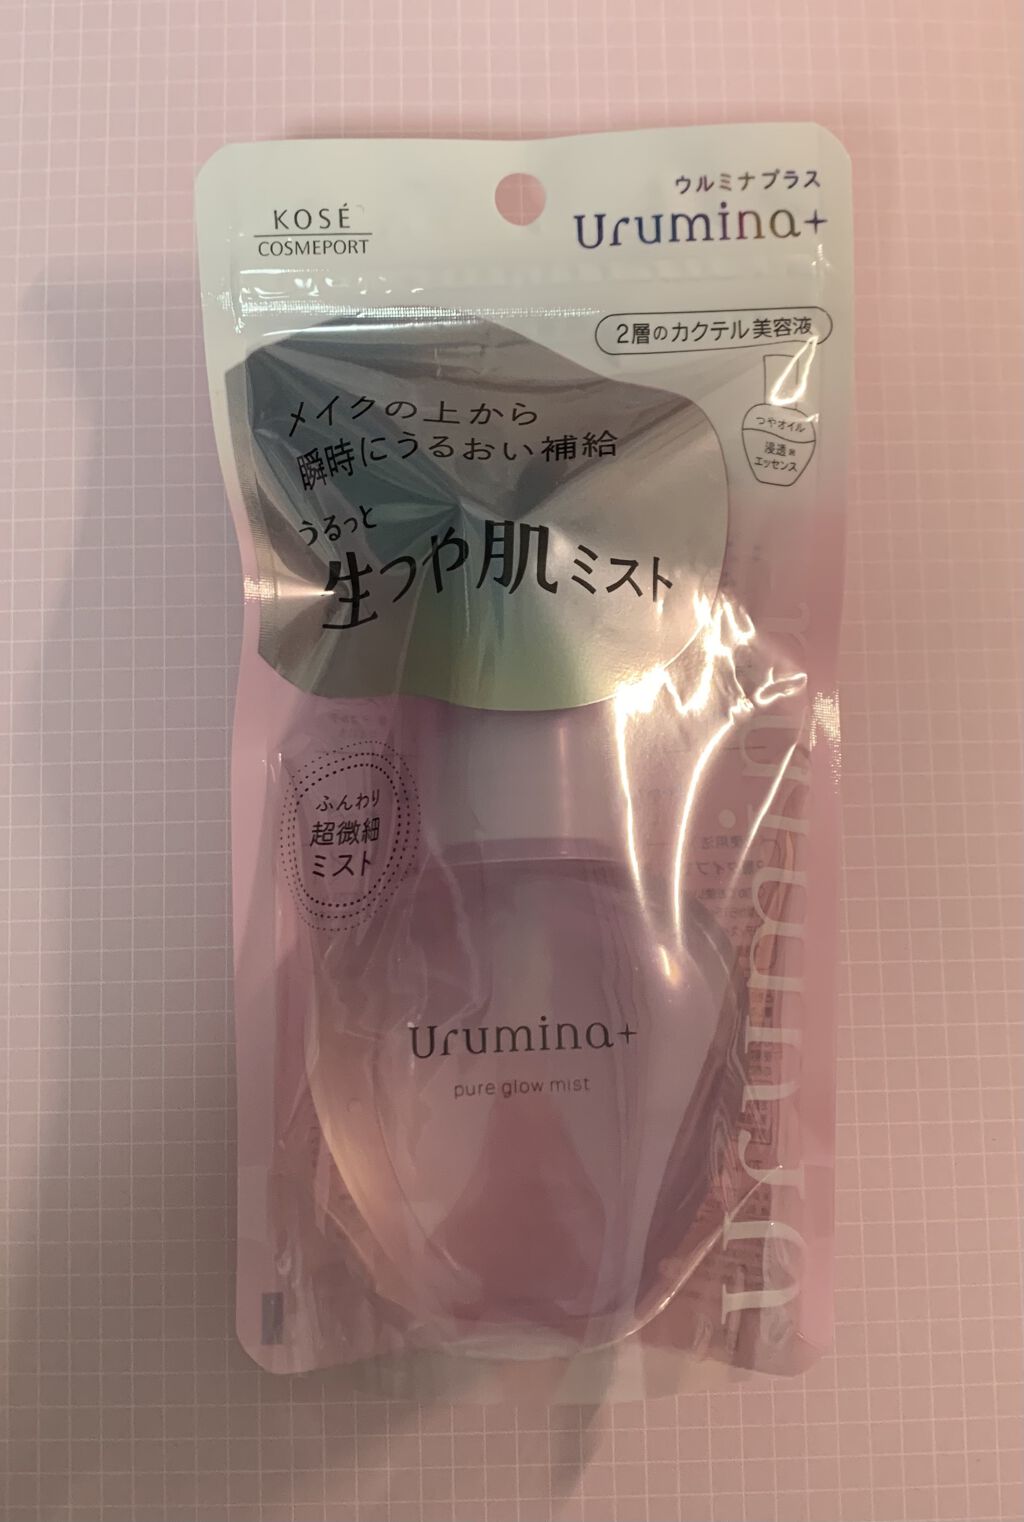 KOSÉ
COSMEPORT
ウルミナプラス
Urumina+
2層のカクテル美容液
つやオイル
浸透※
エッセンス
メイクの上から
瞬時にうるおい補給
うるっと
生つや肌ミスト
ふんわり
超微細
ミスト
Urumina+
pure glow mist
Urumina